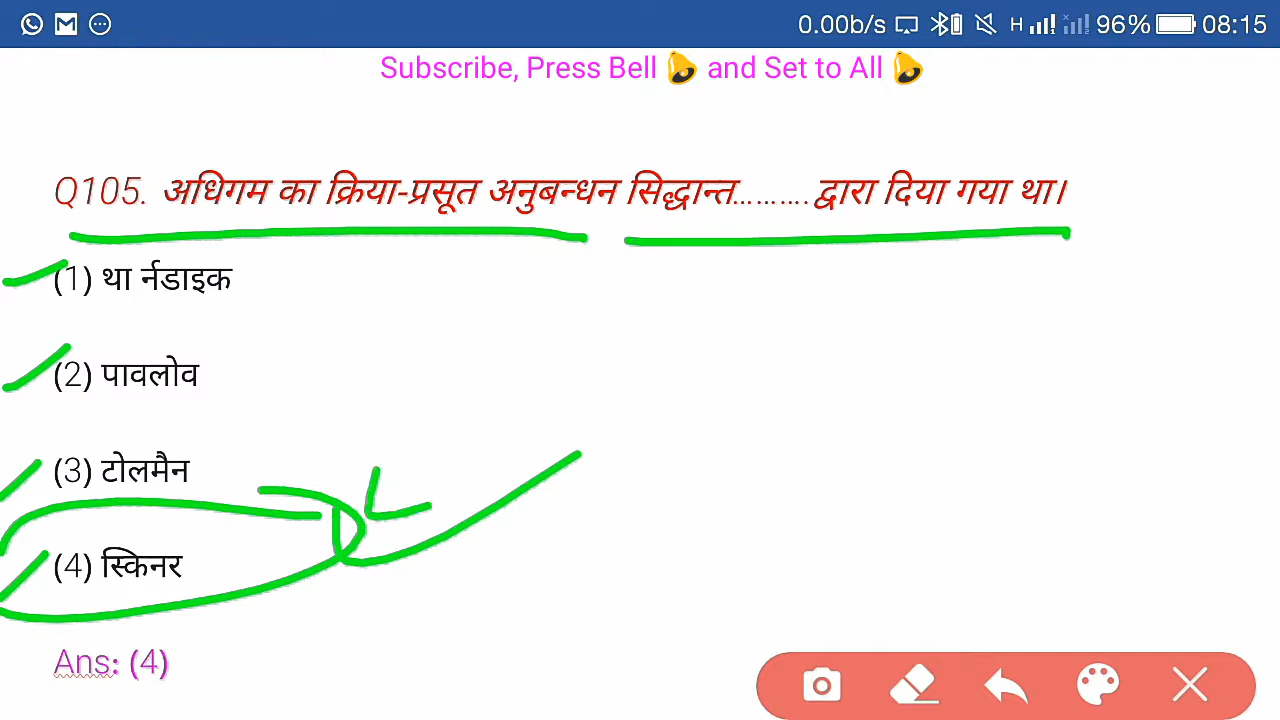 0.00b/s H 96% 08:15
Subscribe, Press Bell 🔔 and Set to All 🔔
Q105. अधिगम का क्रिया-प्रसूत अनुबन्धन सिद्धान्त..........द्वारा दिया गया था।
(1) था र्नडाइक
(2) पावलोव
(3) टोलमैन
(4) स्किनर
Ans: (4)